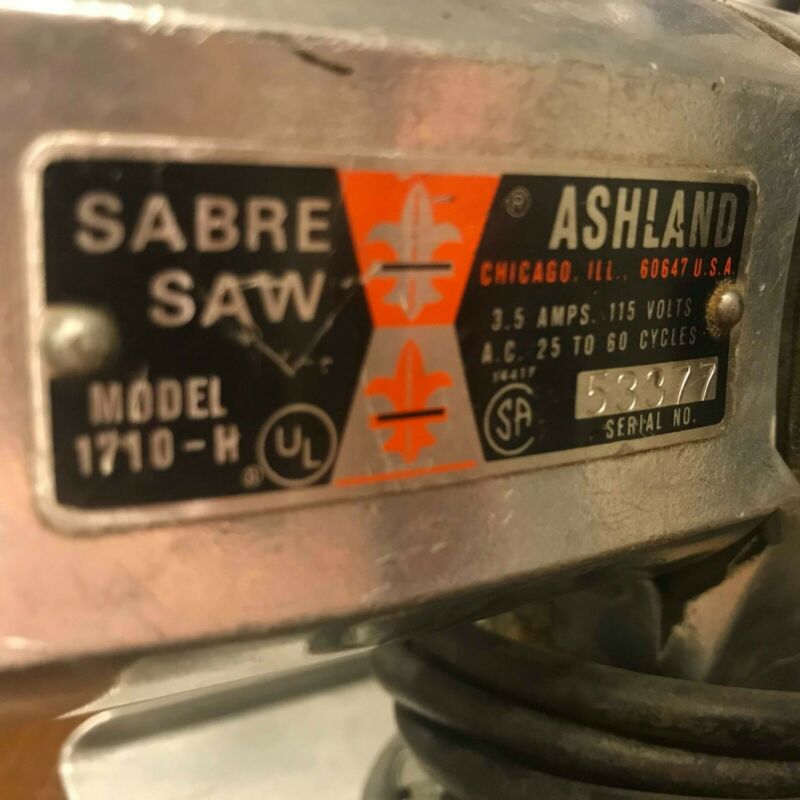 SABRE
SAW
MODEL
1710-H
UL
®
®
ASHLAND
CHICAGO, ILL., 60647 U.S.A.
3.5 AMPS. 115 VOLTS
A.C. 25 TO 60 CYCLES
14417
SA
53377
SERIAL NO.